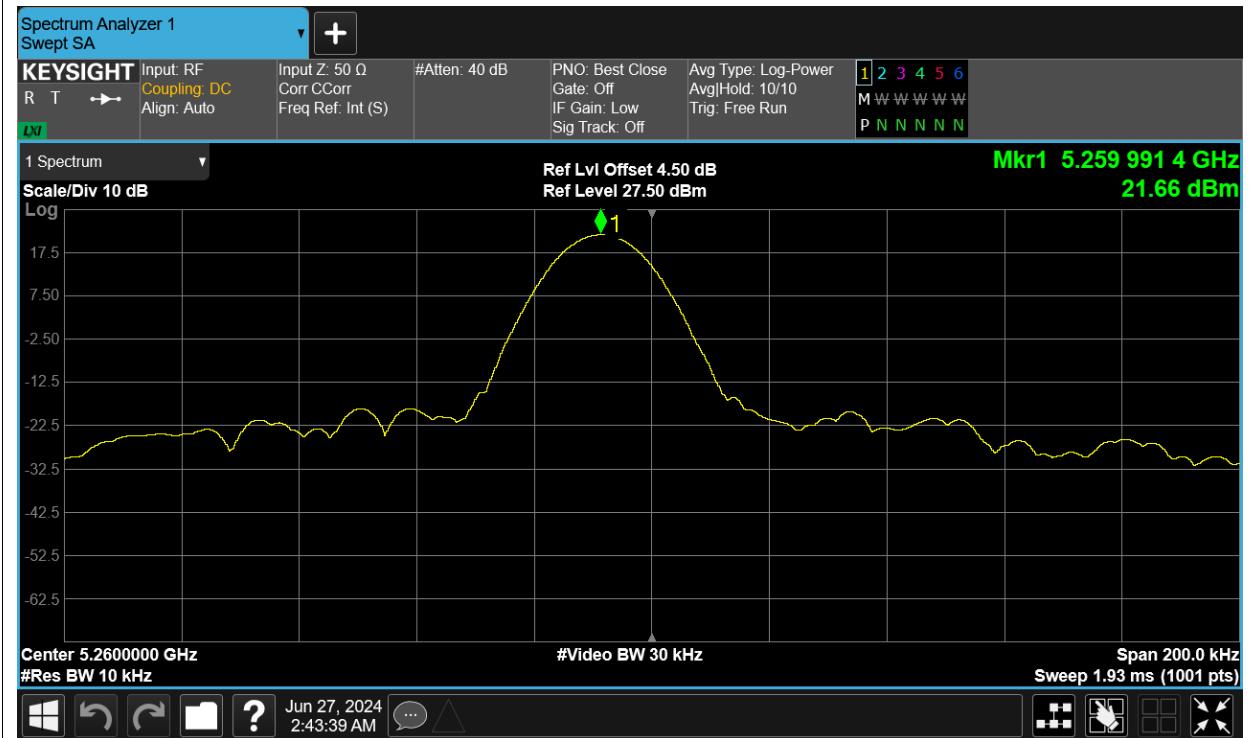 Spectrum Analyzer 1
Swept SA
KEYSIGHT
R T
LXI
Input: RF
Coupling: DC
Align: Auto
Input Z: 50 Ω
Corr CCorr
Freq Ref: Int (S)
#Atten: 40 dB
PNO: Best Close
Gate: Off
IF Gain: Low
Sig Track: Off
Avg Type: Log-Power
Avg|Hold: 10/10
Trig: Free Run
1 2 3 4 5 6
M W W W W W
P N N N N N
1 Spectrum
Scale/Div 10 dB
Ref Lvl Offset 4.50 dB
Ref Level 27.50 dBm
Mkr1 5.259 991 4 GHz
21.66 dBm
Log
1
17.5
7.50
-2.50
-12.5
-22.5
-32.5
-42.5
-52.5
-62.5
Center 5.2600000 GHz
#Res BW 10 kHz
#Video BW 30 kHz
Span 200.0 kHz
Sweep 1.93 ms (1001 pts)
?
Jun 27, 2024
2:43:39 AM